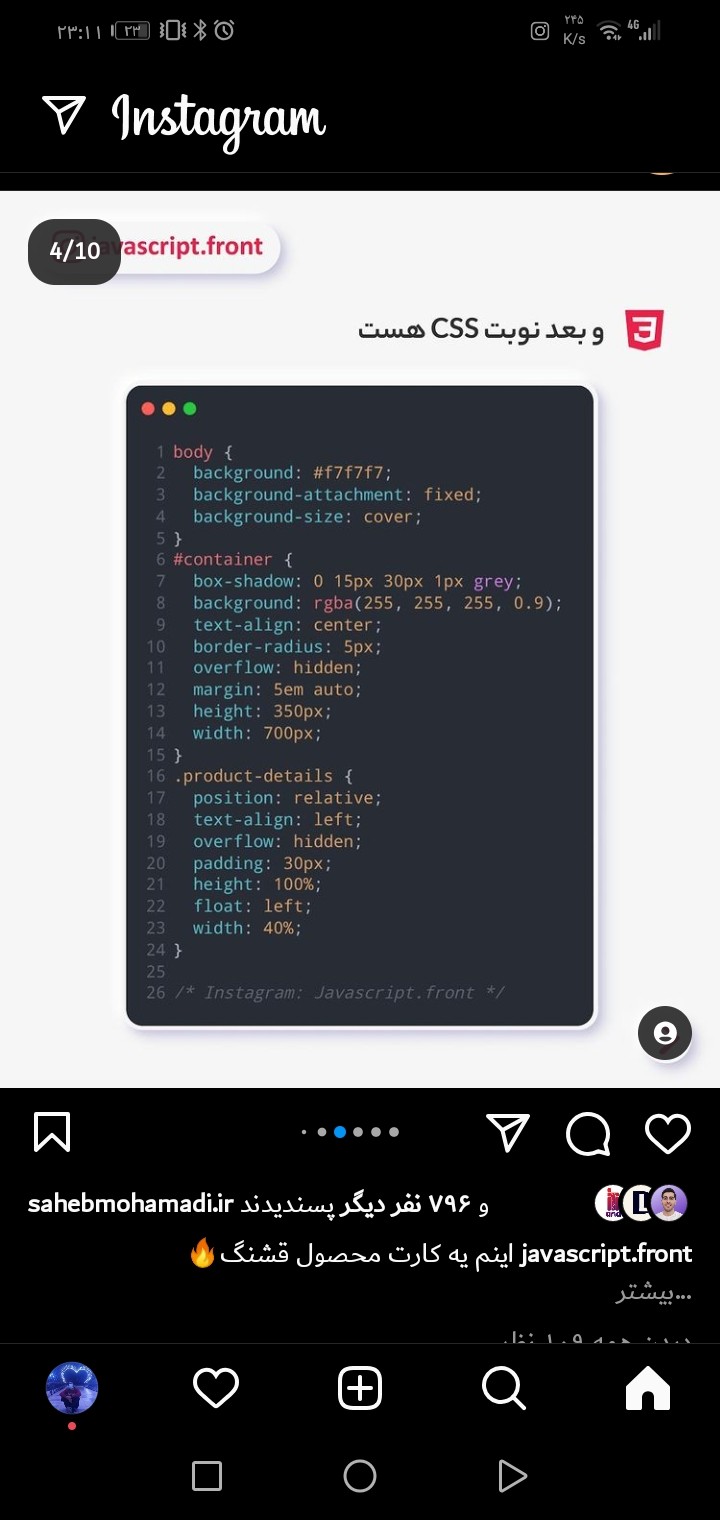 ۲۳:۱۱ ۲۳ ۲۴۵ K/s 4G
Instagram
4/10 vascript.front
و بعد نوبت CSS هست
1 body {
2 background: #f7f7f7;
3 background-attachment: fixed;
4 background-size: cover;
5 }
6 #container {
7 box-shadow: 0 15px 30px 1px grey;
8 background: rgba(255, 255, 255, 0.9);
9 text-align: center;
10 border-radius: 5px;
11 overflow: hidden;
12 margin: 5em auto;
13 height: 350px;
14 width: 700px;
15 }
16 .product-details {
17 position: relative;
18 text-align: left;
19 overflow: hidden;
20 padding: 30px;
21 height: 100%;
22 float: left;
23 width: 40%;
24 }
25
26 /* Instagram: Javascript.front */
sahebmohamadi.ir و ۷۹۶ نفر دیگر پسندیدند
javascript.front اینم یه کارت محصول قشنگ🔥
...بیشتر
دیدن همه ۱۰۹ نظر